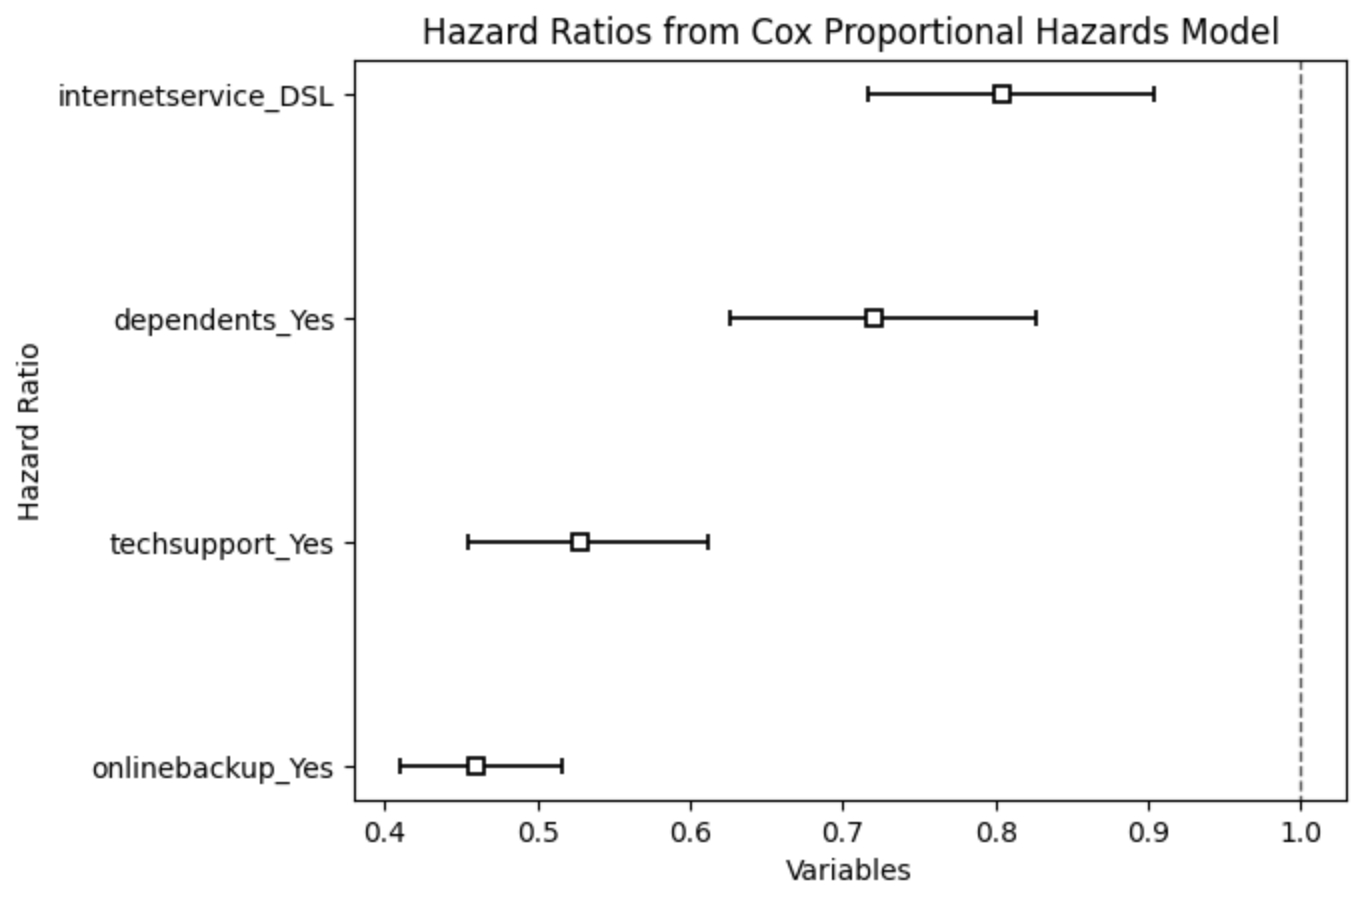 Hazard Ratios from Cox Proportional Hazards Model
internetservice_DSL
dependents_Yes
techsupport_Yes
onlinebackup_Yes
Hazard Ratio
0.4 0.5 0.6 0.7 0.8 0.9 1.0
Variables